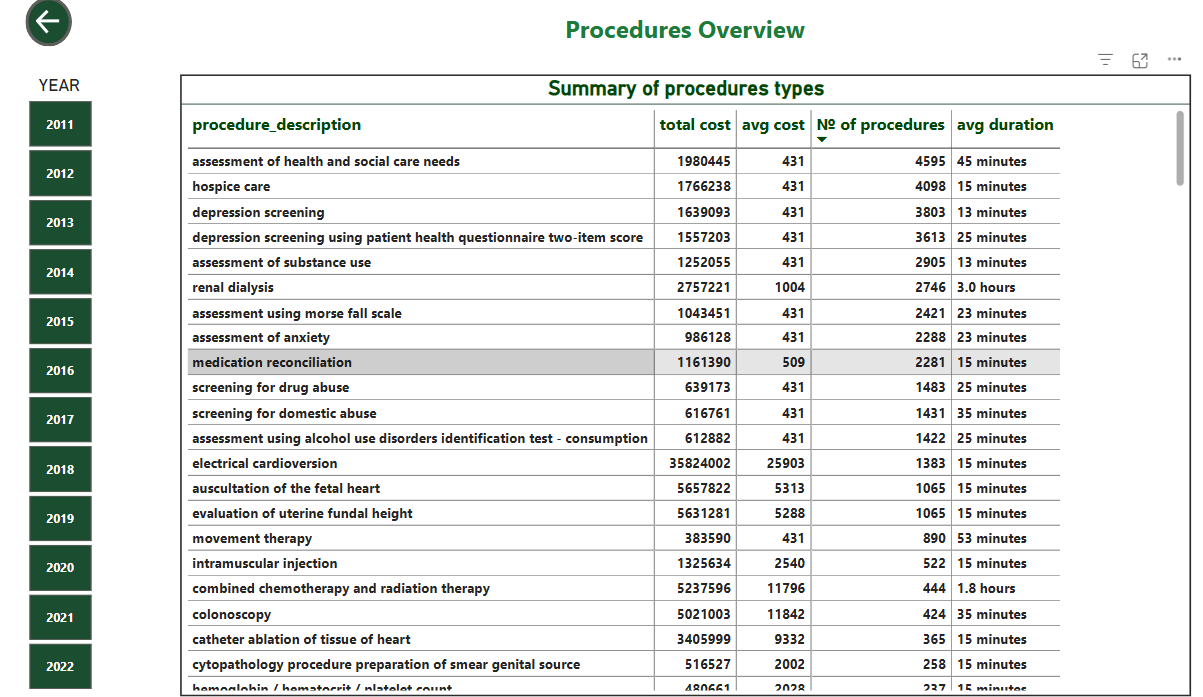 Procedures Overview
YEAR
2011
2012
2013
2014
2015
2016
2017
2018
2019
2020
2021
2022
Summary of procedures types
procedure_description total cost avg cost Nº of procedures avg duration
assessment of health and social care needs 1980445 431 4595 45 minutes
hospice care 1766238 431 4098 15 minutes
depression screening 1639093 431 3803 13 minutes
depression screening using patient health questionnaire two-item score 1557203 431 3613 25 minutes
assessment of substance use 1252055 431 2905 13 minutes
renal dialysis 2757221 1004 2746 3.0 hours
assessment using morse fall scale 1043451 431 2421 23 minutes
assessment of anxiety 986128 431 2288 23 minutes
medication reconciliation 1161390 509 2281 15 minutes
screening for drug abuse 639173 431 1483 25 minutes
screening for domestic abuse 616761 431 1431 35 minutes
assessment using alcohol use disorders identification test - consumption 612882 431 1422 25 minutes
electrical cardioversion 35824002 25903 1383 15 minutes
auscultation of the fetal heart 5657822 5313 1065 15 minutes
evaluation of uterine fundal height 5631281 5288 1065 15 minutes
movement therapy 383590 431 890 53 minutes
intramuscular injection 1325634 2540 522 15 minutes
combined chemotherapy and radiation therapy 5237596 11796 444 1.8 hours
colonoscopy 5021003 11842 424 35 minutes
catheter ablation of tissue of heart 3405999 9332 365 15 minutes
cytopathology procedure preparation of smear genital source 516527 2002 258 15 minutes
hemoglobin / hematocrit / platelet count 480661 2028 237 15 minutes